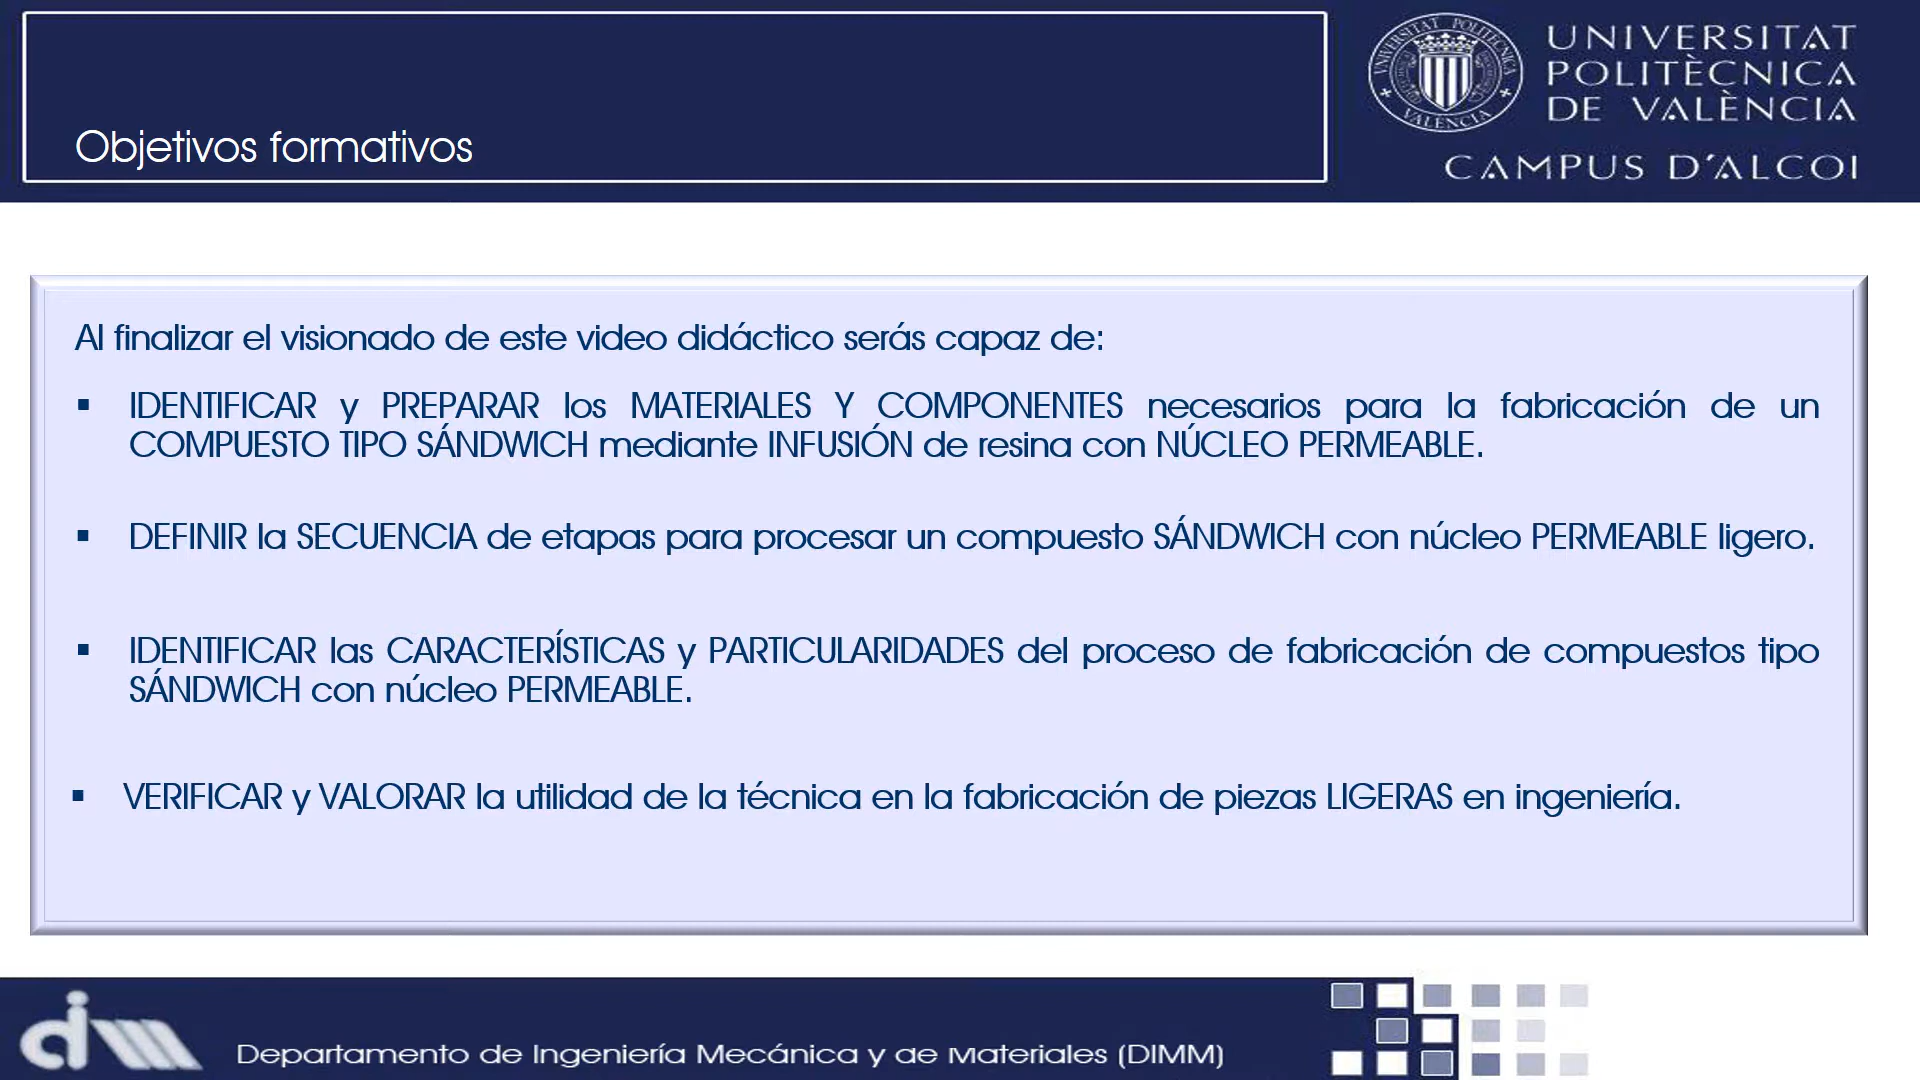 Objetivos formativos
UNIVERSITAT
POLITÈCNICA
DE VALÈNCIA
CAMPUS D'ALCOI
UNIVERSITAT POLITÈCNICA
VALÈNCIA
Al finalizar el visionado de este video didáctico serás capaz de:
▪ IDENTIFICAR y PREPARAR los MATERIALES Y COMPONENTES necesarios para la fabricación de un
COMPUESTO TIPO SÁNDWICH mediante INFUSIÓN de resina con NÚCLEO PERMEABLE.
▪ DEFINIR la SECUENCIA de etapas para procesar un compuesto SÁNDWICH con núcleo PERMEABLE ligero.
▪ IDENTIFICAR las CARACTERÍSTICAS y PARTICULARIDADES del proceso de fabricación de compuestos tipo
SÁNDWICH con núcleo PERMEABLE.
▪ VERIFICAR y VALORAR la utilidad de la técnica en la fabricación de piezas LIGERAS en ingeniería.
dim
Departamento de Ingeniería Mecánica y de Materiales (DIMM)